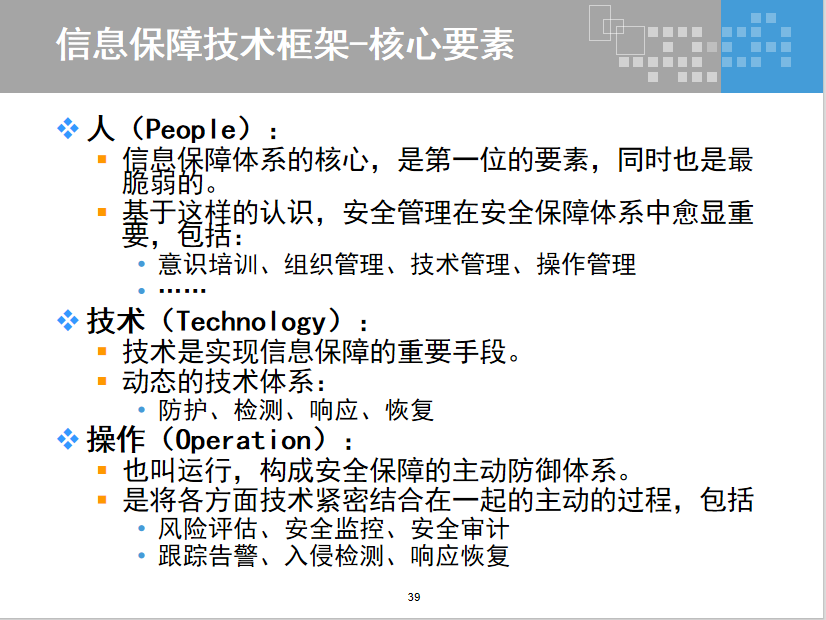 信息保障技术框架-核心要素
人（People）：
信息保障体系的核心，是第一位的要素，同时也是最
脆弱的。
基于这样的认识，安全管理在安全保障体系中愈显重
要，包括：
意识培训、组织管理、技术管理、操作管理
……
技术（Technology）：
技术是实现信息保障的重要手段。
动态的技术体系：
防护、检测、响应、恢复
操作（Operation）：
也叫运行，构成安全保障的主动防御体系。
是将各方面技术紧密结合在一起的主动的过程，包括
风险评估、安全监控、安全审计
跟踪告警、入侵检测、响应恢复
39